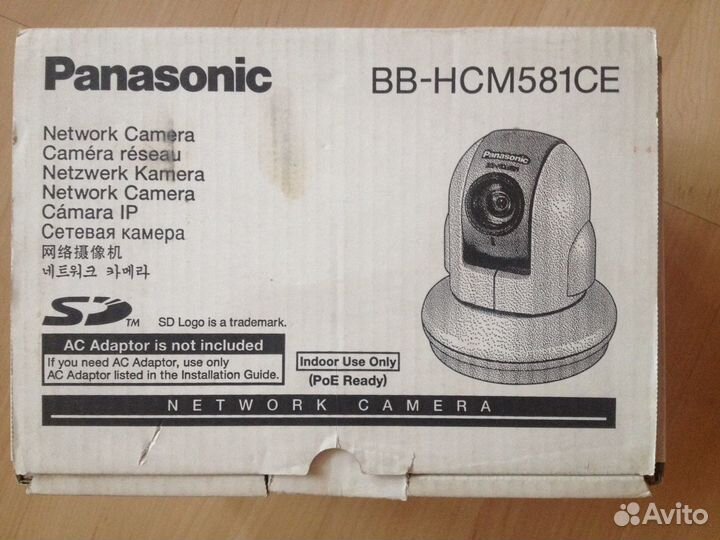 Panasonic
BB-HCM581CE
Network Camera
Caméra réseau
Netzwerk Kamera
Network Camera
Cámara IP
Сетевая камера
网络摄像机
네트워크 카메라
Panasonic
SD TM
SD Logo is a trademark.
AC Adaptor is not included
If you need AC Adaptor, use only
AC Adaptor listed in the Installation Guide.
Indoor Use Only
(PoE Ready)
NETWORK CAMERA
Avito